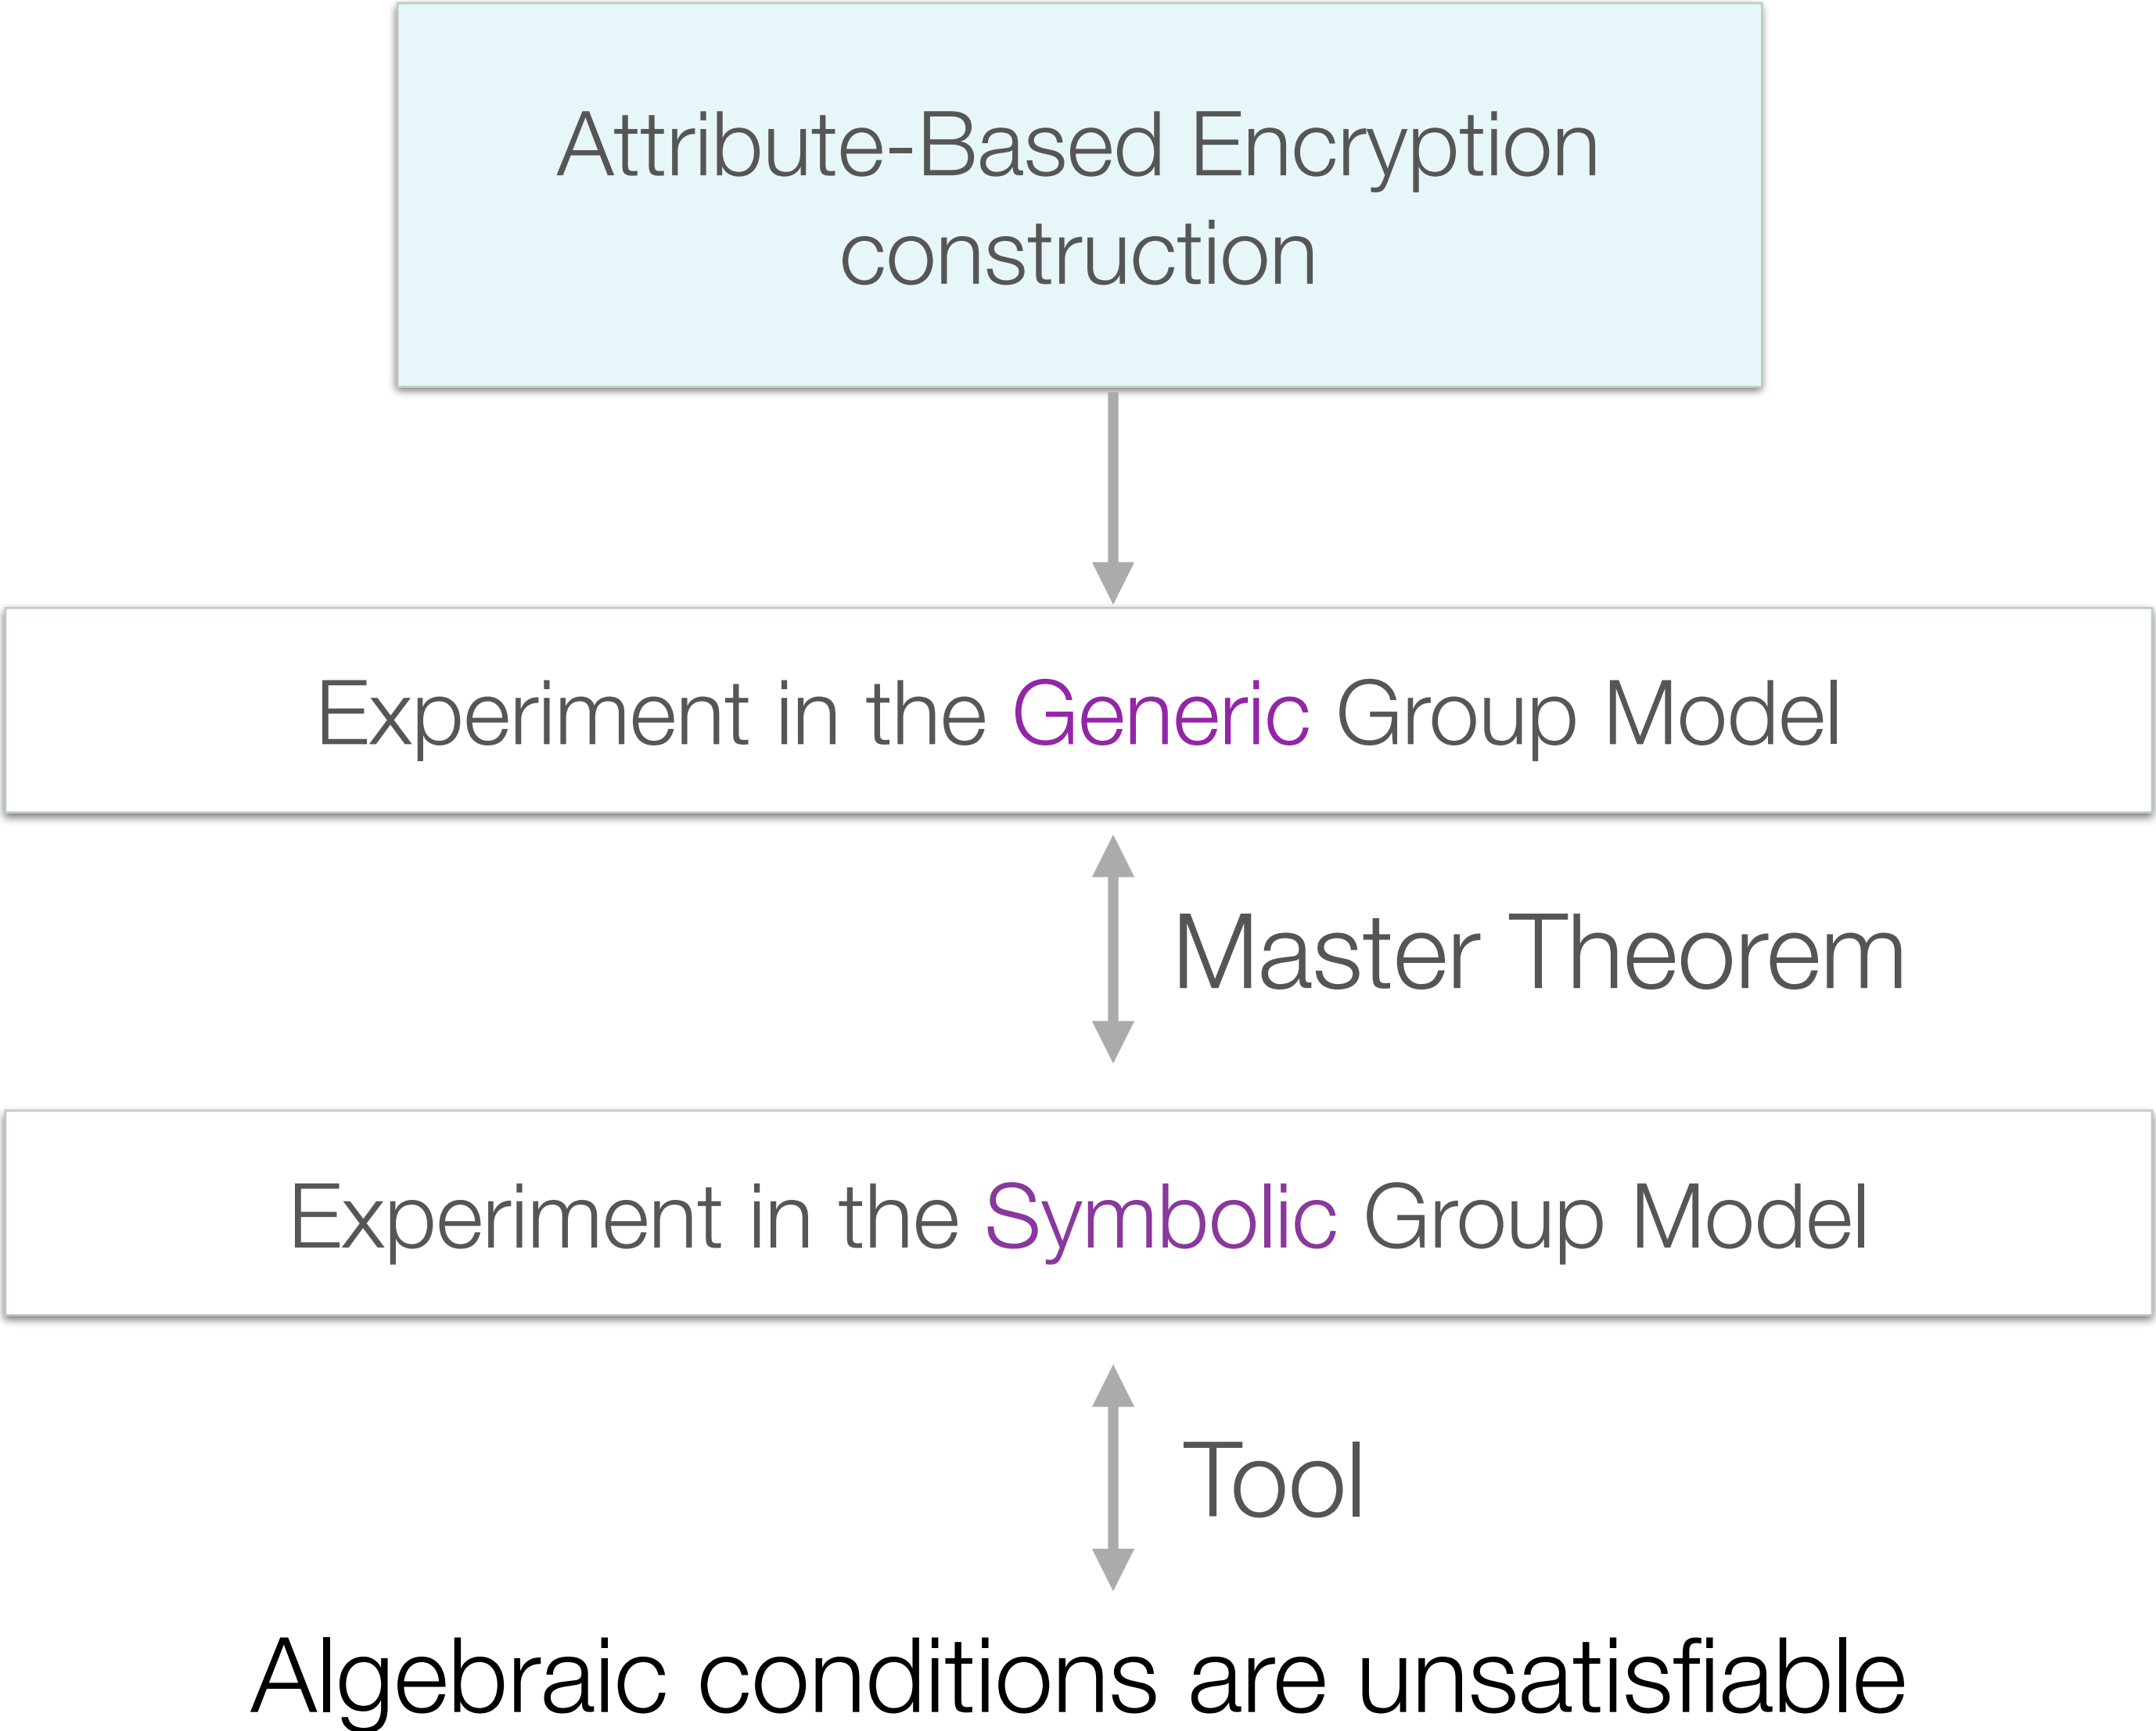 Attribute-Based Encryption
construction
Experiment in the Generic Group Model
Master Theorem
Experiment in the Symbolic Group Model
Tool
Algebraic conditions are unsatisfiable